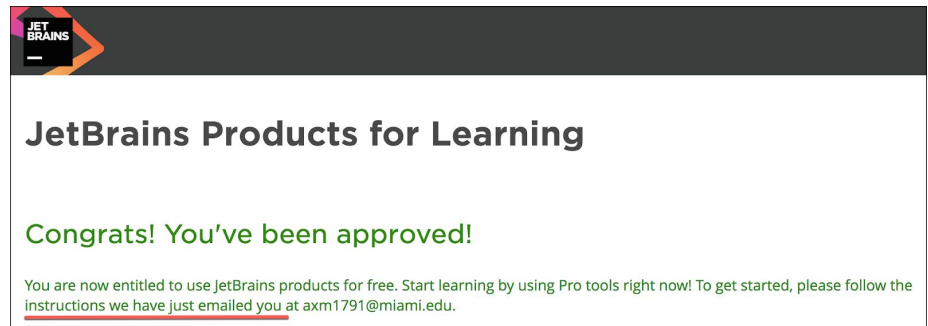 JET
BRAINS
JetBrains Products for Learning
Congrats! You've been approved!
You are now entitled to use JetBrains products for free. Start learning by using Pro tools right now! To get started, please follow the
instructions we have just emailed you at axm1791@miami.edu.